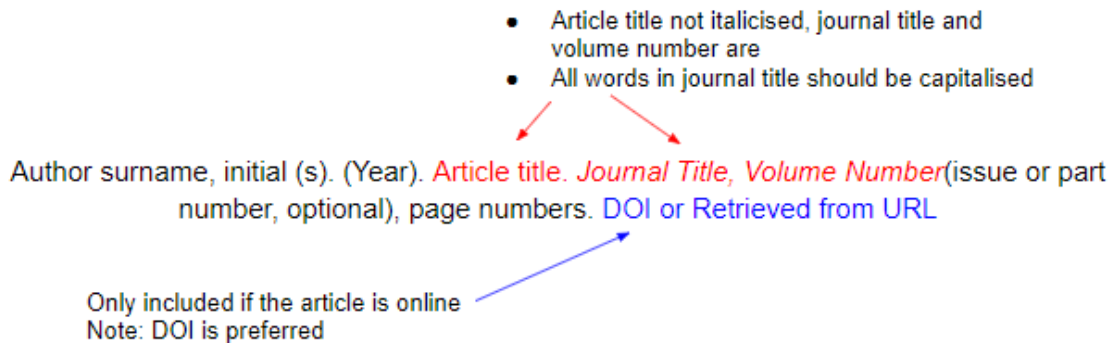 ● Article title not italicised, journal title and
volume number are
● All words in journal title should be capitalised
Author surname, initial (s). (Year). Article title. Journal Title, Volume Number(issue or part
number, optional), page numbers. DOI or Retrieved from URL
Only included if the article is online
Note: DOI is preferred